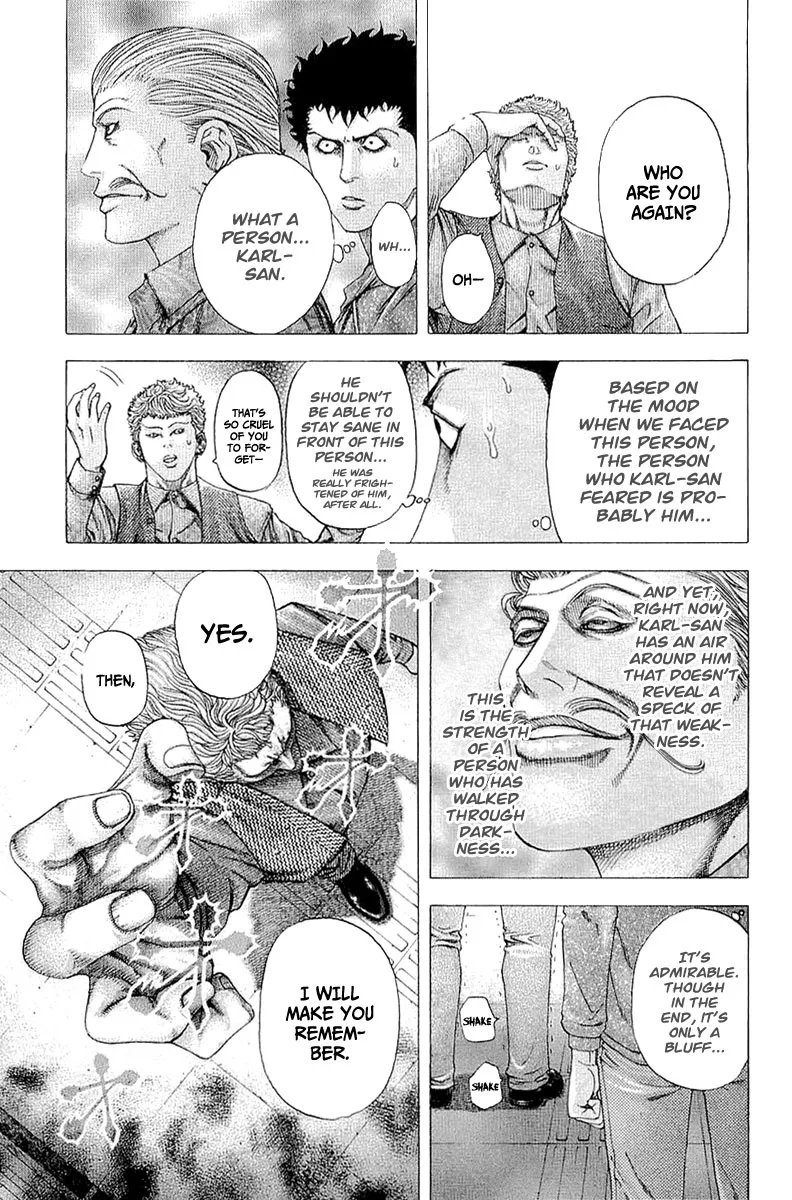 WHO
ARE YOU
AGAIN?
OH—
WH...
WHAT A
PERSON...
KARL-
SAN.
BASED ON
THE MOOD
WHEN WE FACED
THIS PERSON,
THE PERSON
WHO KARL-SAN
FEARED IS PRO-
BABLY HIM...
HE
SHOULDN'T
BE ABLE TO
STAY SANE IN
FRONT OF THIS
PERSON...
HE WAS
REALLY FRIGH-
TENED OF HIM,
AFTER ALL.
THAT'S
SO CRUEL
OF YOU
TO FOR-
GET—
AND YET,
RIGHT NOW,
KARL-SAN
HAS AN AIR
AROUND HIM
THAT DOESN'T
REVEAL A
SPECK OF
THAT WEAK-
NESS.
THIS
IS THE
STRENGTH
OF A
PERSON
WHO HAS
WALKED
THROUGH
DARK-
NESS...
IT'S
ADMIRABLE.
THOUGH
IN THE
END, IT'S
ONLY A
BLUFF...
SHAKE
SHAKE
YES.
THEN,
I WILL
MAKE YOU
REMEM-
BER.
オ
オ
オ
オ
オ